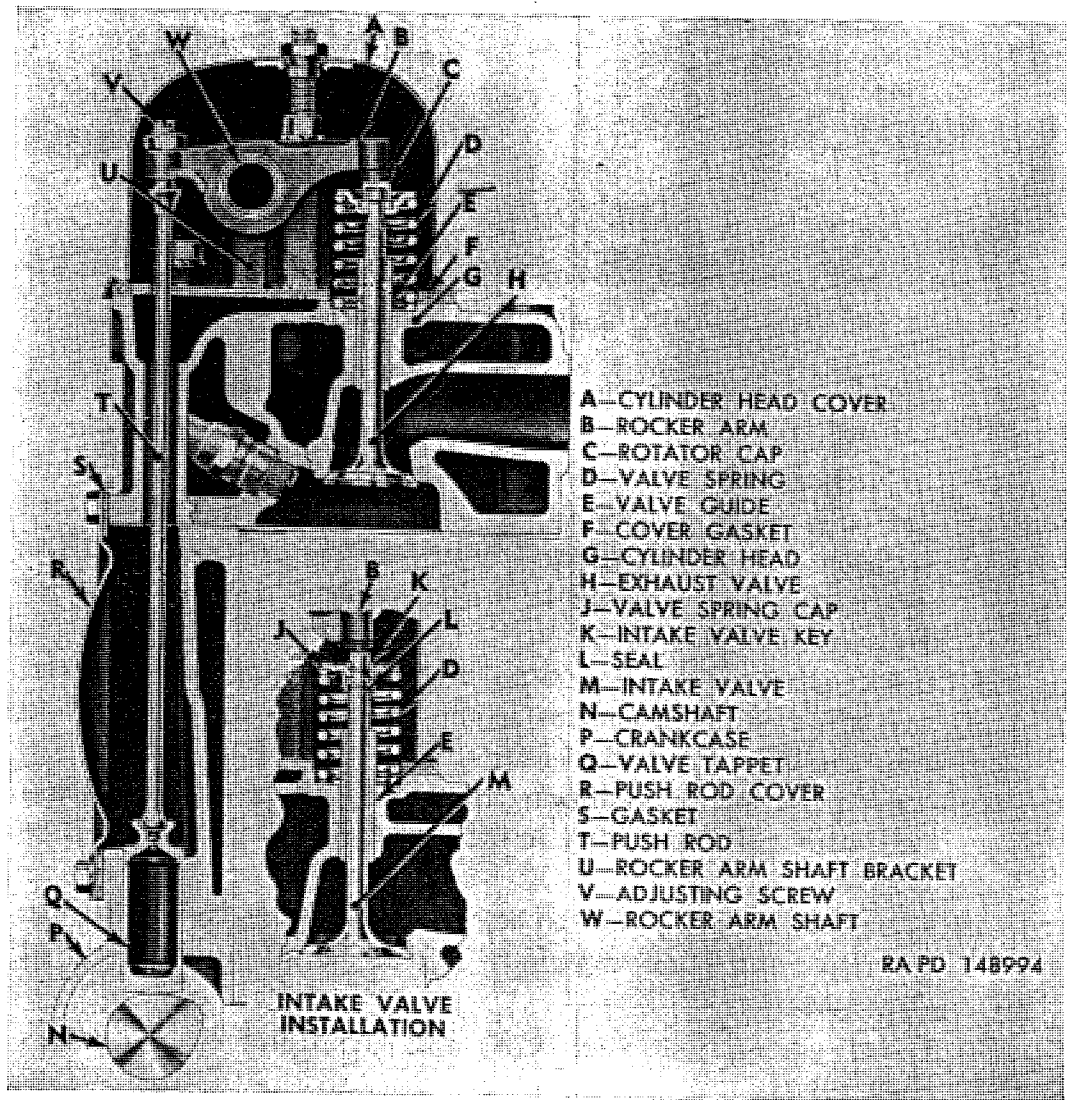 W
A
B
C
V
D
U
E
F
G
H
T
S
R
B
K
J
L
D
E
M
Q
P
N
INTAKE VALVE
INSTALLATION
A—CYLINDER HEAD COVER
B—ROCKER ARM
C—ROTATOR CAP
D—VALVE SPRING
E—VALVE GUIDE
F—COVER GASKET
G—CYLINDER HEAD
H—EXHAUST VALVE
J—VALVE SPRING CAP
K—INTAKE VALVE KEY
L—SEAL
M—INTAKE VALVE
N—CAMSHAFT
P—CRANKCASE
Q—VALVE TAPPET
R—PUSH ROD COVER
S—GASKET
T—PUSH ROD
U—ROCKER ARM SHAFT BRACKET
V—ADJUSTING SCREW
W—ROCKER ARM SHAFT
RA PD 148994